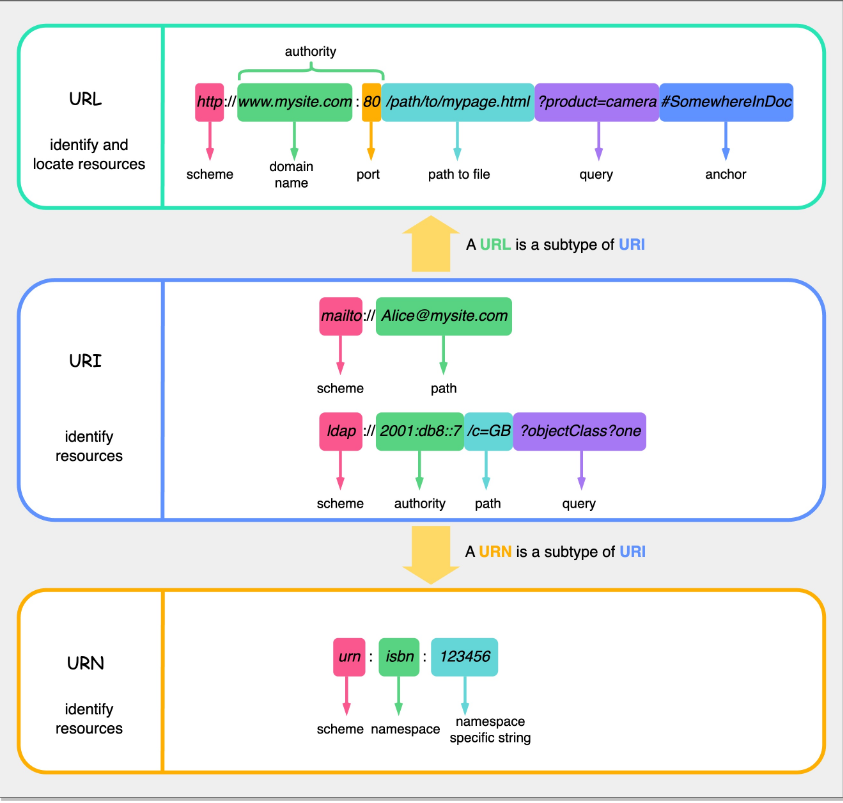 authority
URL
http://www.mysite.com:80/path/to/mypage.html?product=camera#SomewhereInDoc
identify and
locate resources
scheme
domain
name
port
path to file
query
anchor
A URL is a subtype of URI
URI
identify
resources
mailto://Alice@mysite.com
scheme
path
ldap://2001:db8::7/c=GB?objectClass?one
scheme
authority
path
query
A URN is a subtype of URI
URN
identify
resources
urn : isbn : 123456
scheme
namespace
namespace
specific string